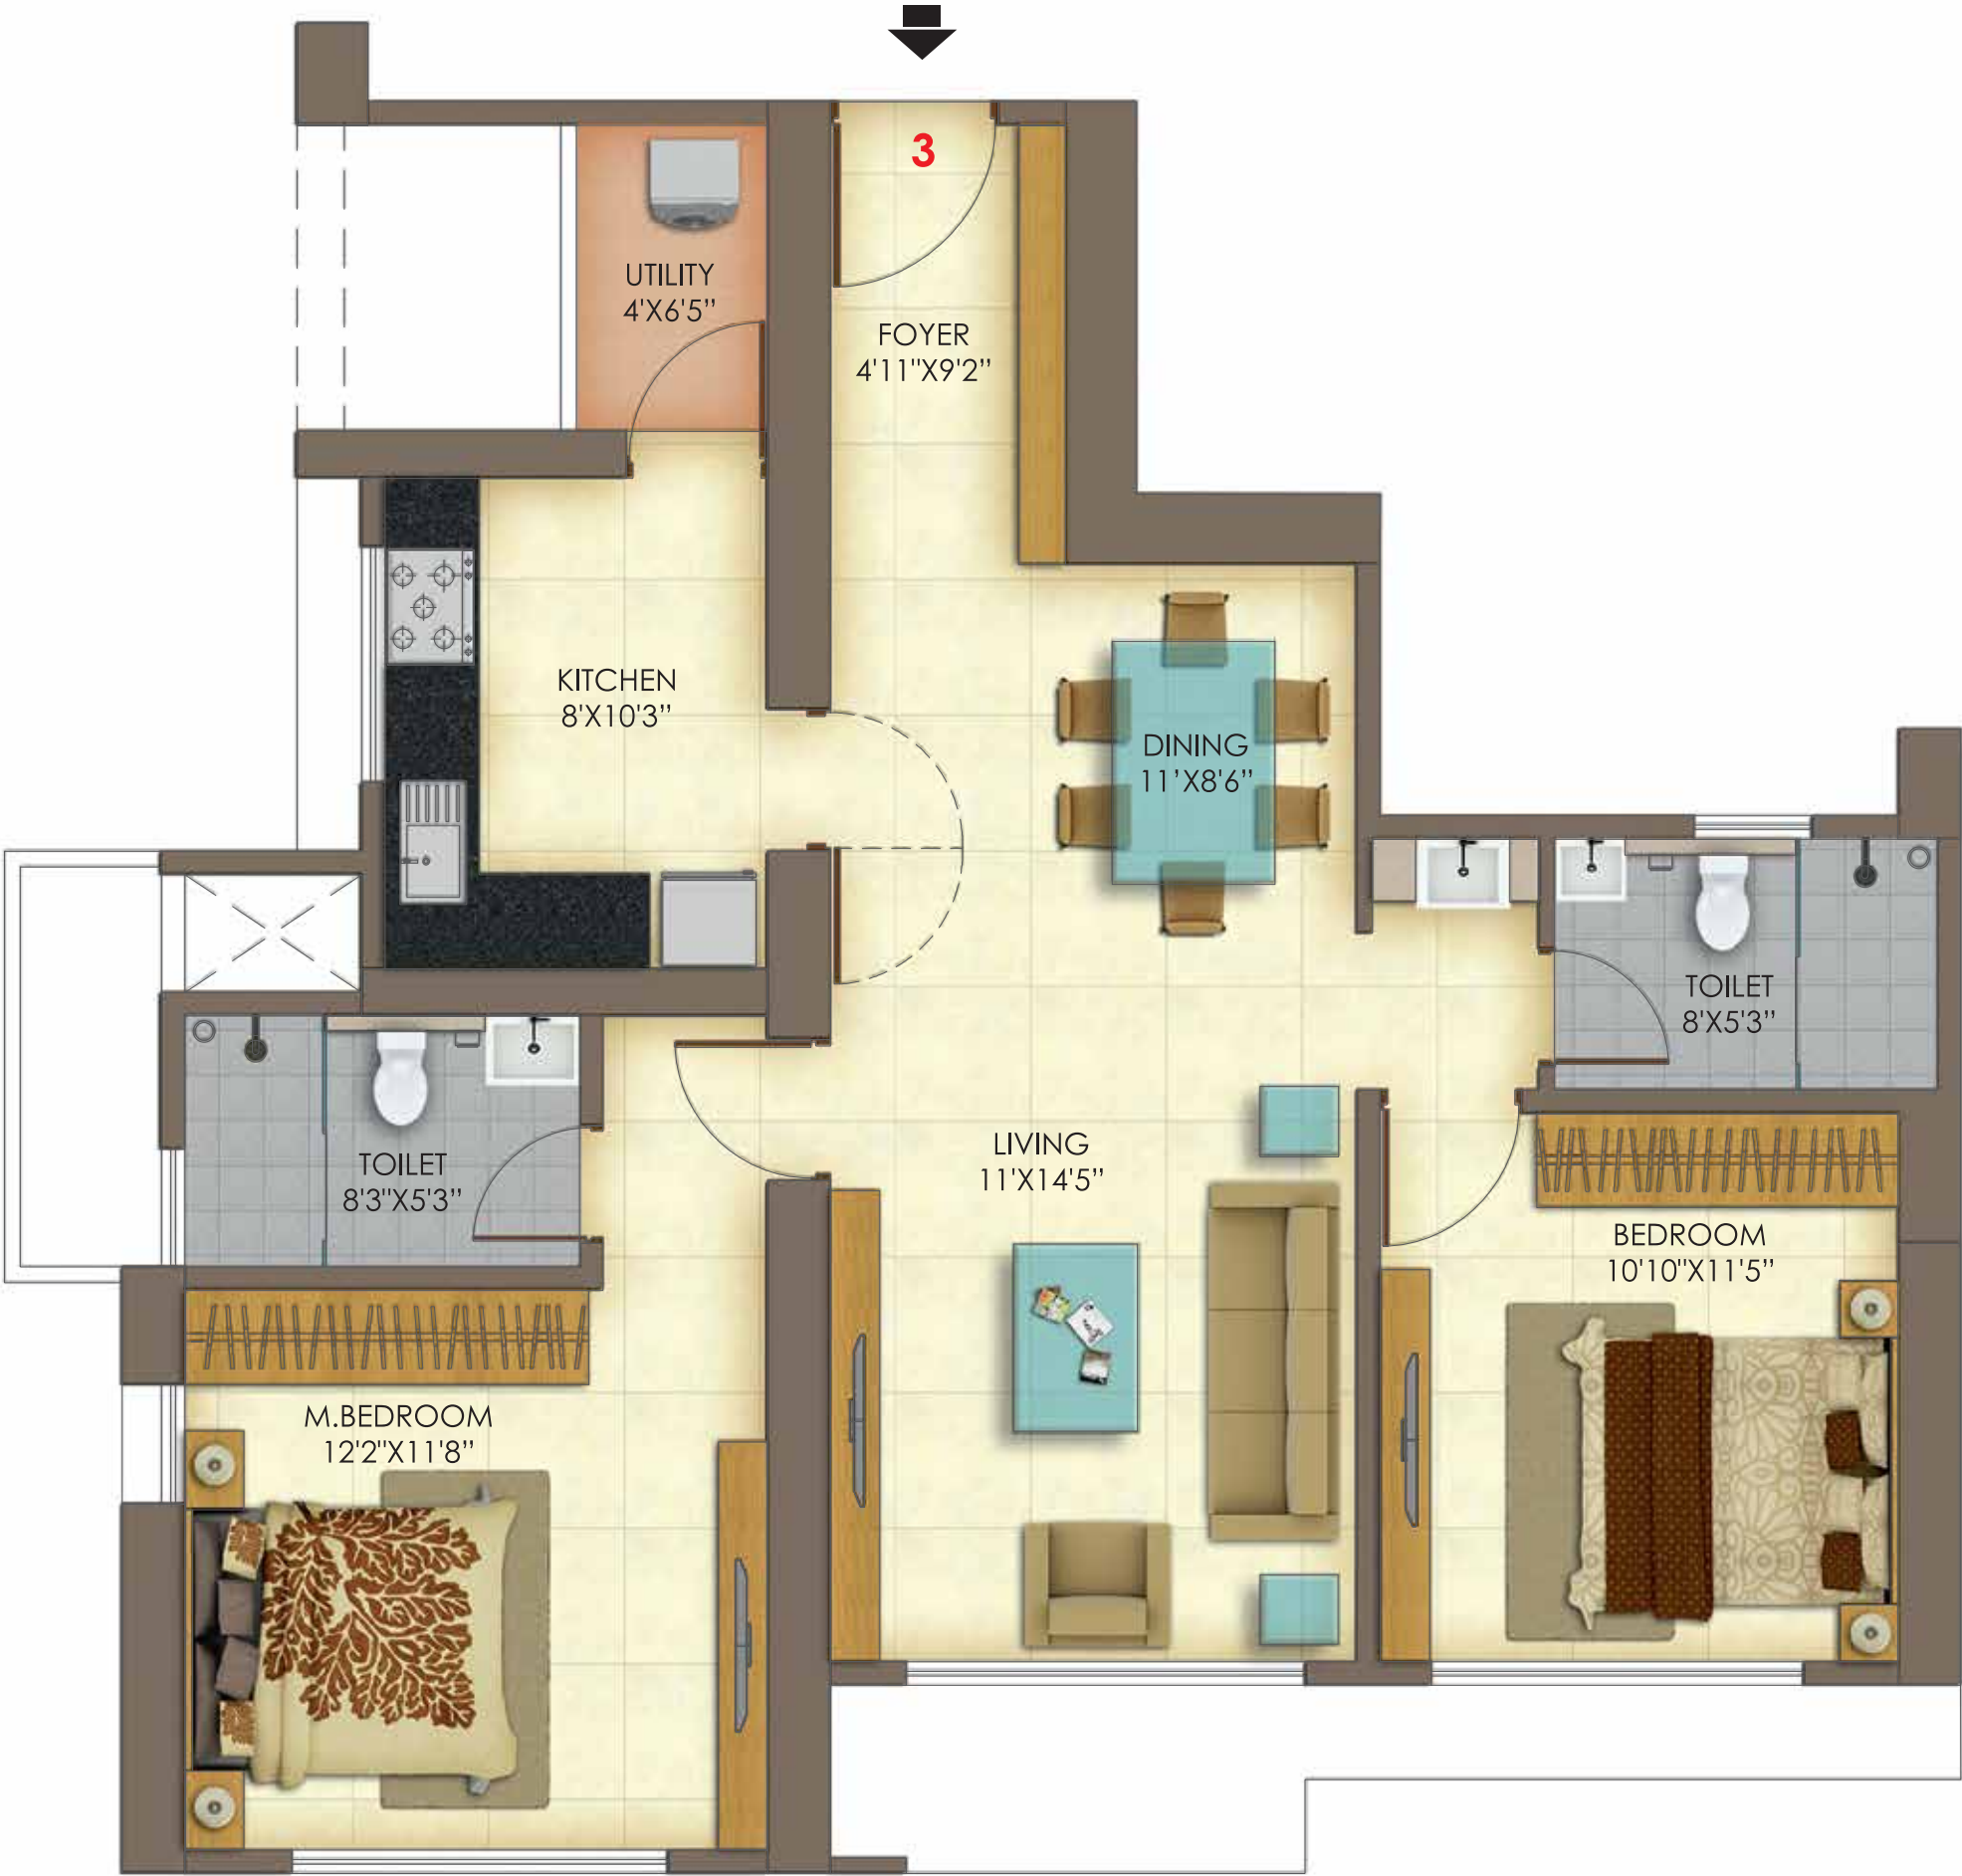 3
UTILITY
4'X6'5”
FOYER
4'11"X9'2”
KITCHEN
8'X10'3”
DINING
11’X8'6”
TOILET
8'X5'3”
LIVING
11'X14'5”
TOILET
8'3"X5'3”
BEDROOM
10'10"X11'5”
M.BEDROOM
12'2"X11'8”